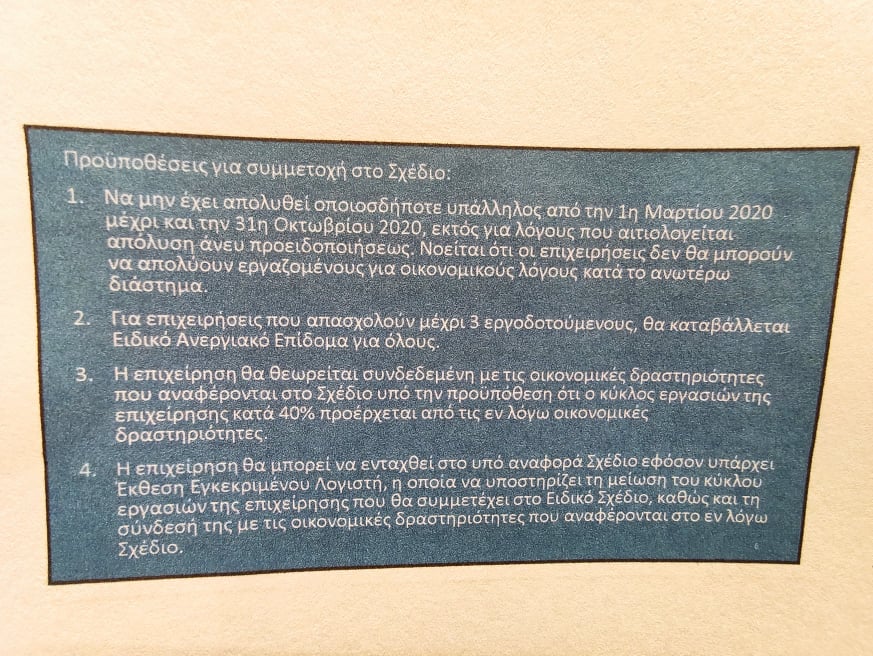 Προϋποθέσεις για συμμετοχή στο Σχέδιο:
1. Να μην έχει απολυθεί οποιοσδήποτε υπάλληλος από την 1η Μαρτίου 2020
μέχρι και την 31η Οκτωβρίου 2020, εκτός για λόγους που αιτιολογείται
απόλυση άνευ προειδοποιήσεως. Νοείται ότι οι επιχειρήσεις δεν θα μπορούν
να απολύουν εργαζομένους για οικονομικούς λόγους κατά το ανωτέρω
διάστημα.
2. Για επιχειρήσεις που απασχολούν μέχρι 3 εργοδοτούμενους, θα καταβάλλεται
Ειδικό Ανεργιακό Επίδομα για όλους.
3. Η επιχείρηση θα θεωρείται συνδεδεμένη με τις οικονομικές δραστηριότητες
που αναφέρονται στο Σχέδιο υπό την προϋπόθεση ότι ο κύκλος εργασιών της
επιχείρησης κατά 40% προέρχεται από τις εν λόγω οικονομικές
δραστηριότητες.
4. Η επιχείρηση θα μπορεί να ενταχθεί στο υπό αναφορά Σχέδιο εφόσον υπάρχει
Έκθεση Εγκεκριμένου Λογιστή, η οποία να υποστηρίζει τη μείωση του κύκλου
εργασιών της επιχείρησης που θα συμμετέχει στο Ειδικό Σχέδιο, καθώς και τη
σύνδεσή της με τις οικονομικές δραστηριότητες που αναφέρονται στο εν λόγω
Σχέδιο.
6